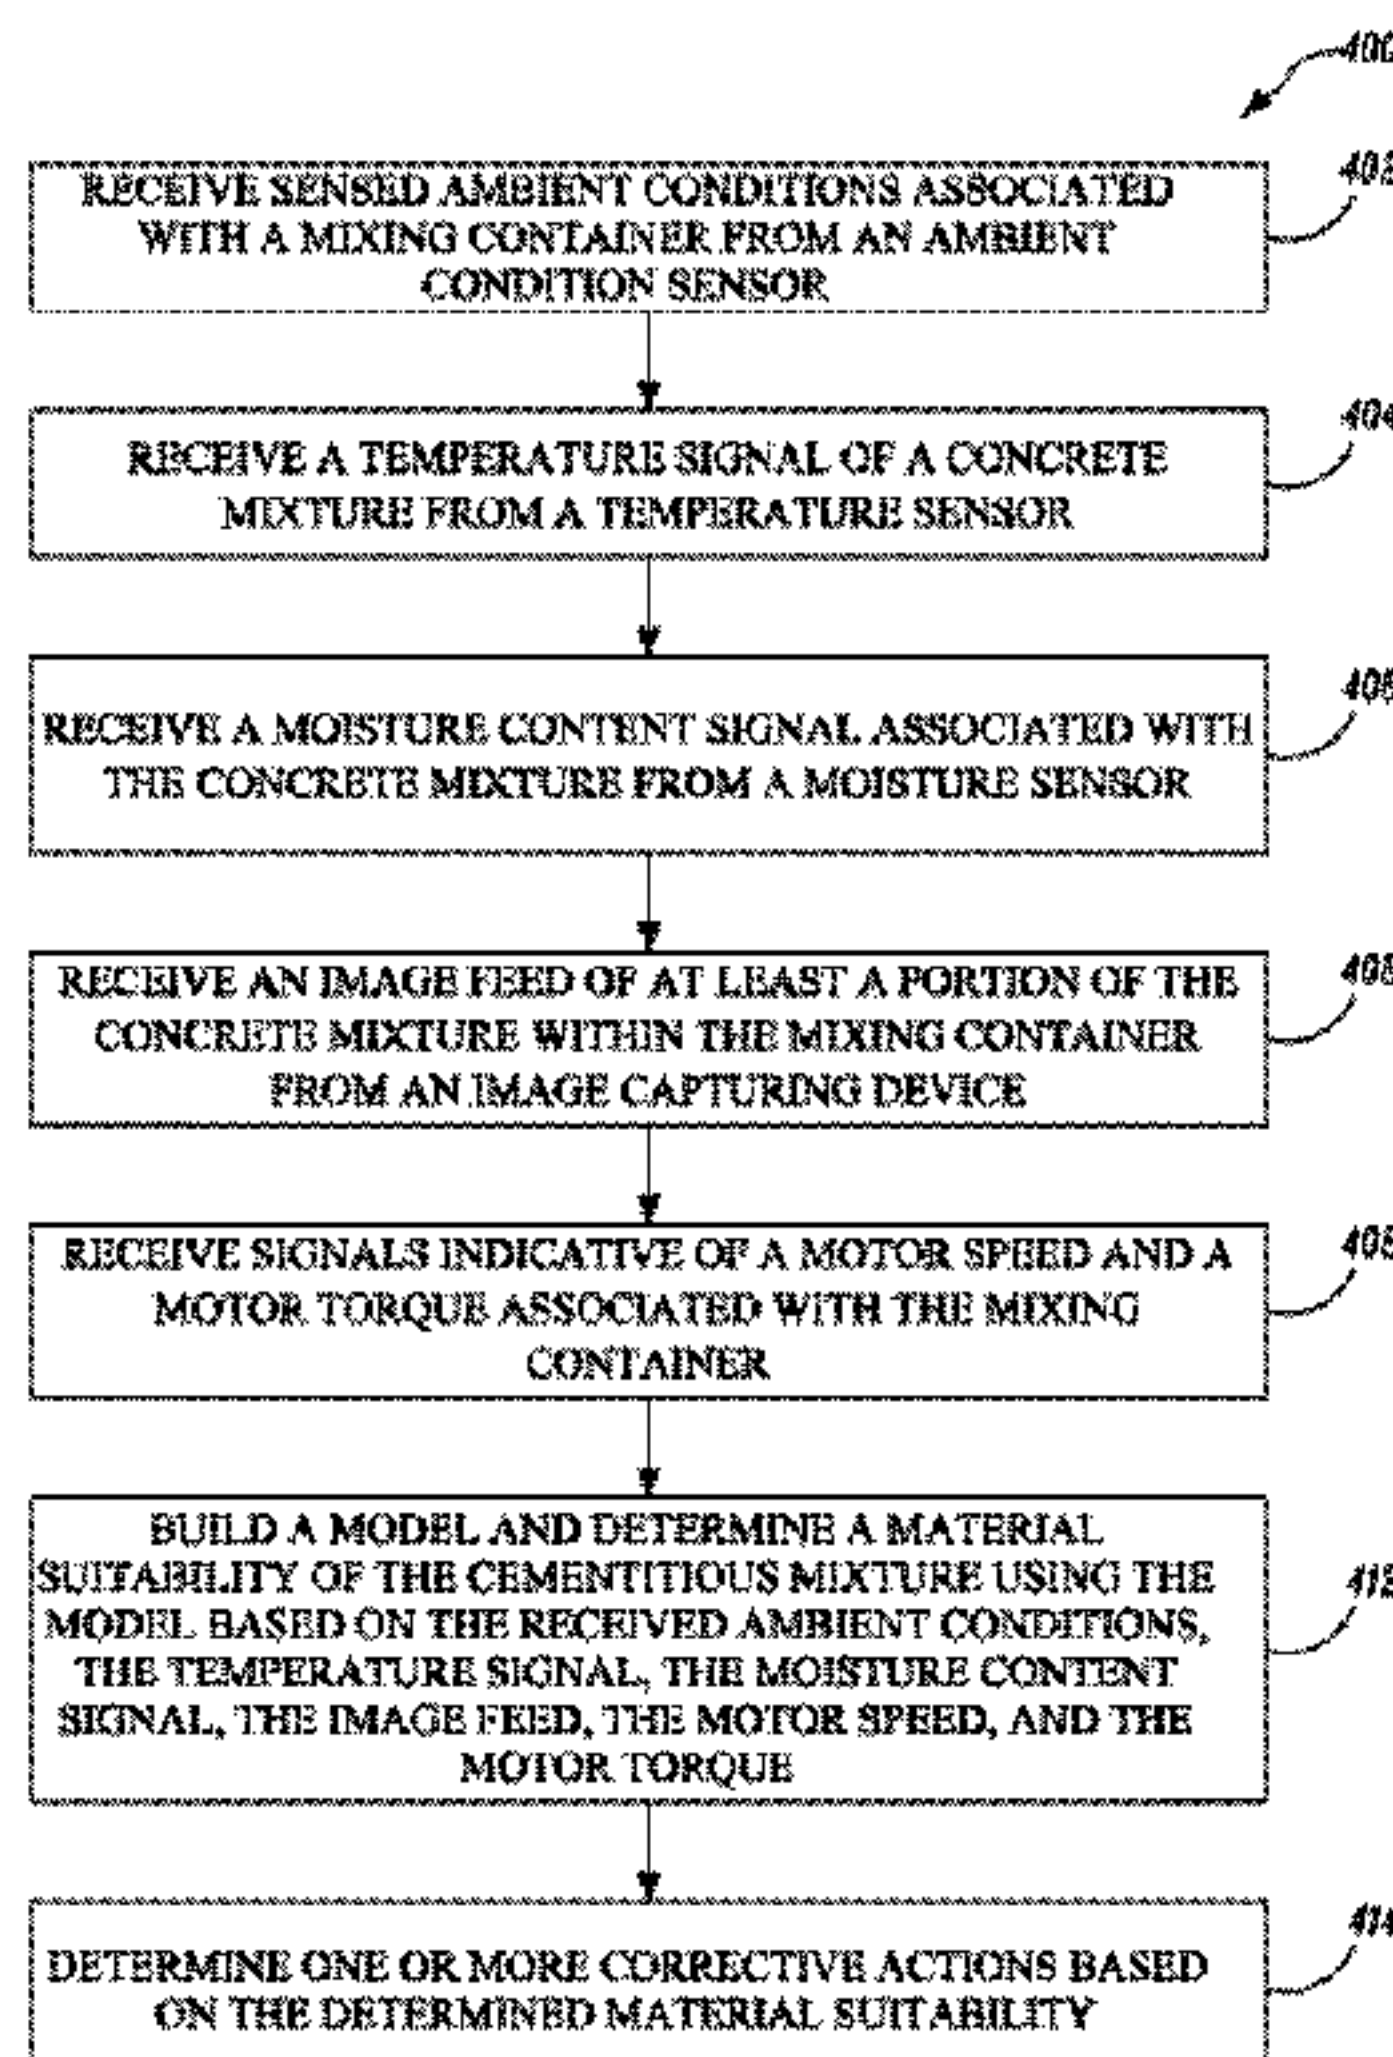 400
402
RECEIVE SENSED AMBIENT CONDITIONS ASSOCIATED
WITH A MIXING CONTAINER FROM AN AMBIENT
CONDITION SENSOR
404
RECEIVE A TEMPERATURE SIGNAL OF A CONCRETE
MIXTURE FROM A TEMPERATURE SENSOR
RECEIVE A MOISTURE CONTENT SIGNAL ASSOCIATED WITH
THE CONCRETE MIXTURE FROM A MOISTURE SENSOR
RECEIVE AN IMAGE FEED OF AT LEAST A PORTION OF THE
CONCRETE MIXTURE WITHIN THE MIXING CONTAINER
FROM AN IMAGE CAPTURING DEVICE
RECEIVE SIGNALS INDICATIVE OF A MOTOR SPEED AND A
MOTOR TORQUE ASSOCIATED WITH THE MIXING
CONTAINER
BUILD A MODEL AND DETERMINE A MATERIAL
SUITABILITY OF THE CEMENTITIOUS MIXTURE USING THE
MODEL BASED ON THE RECEIVED AMBIENT CONDITIONS,
THE TEMPERATURE SIGNAL, THE MOISTURE CONTENT
SIGNAL, THE IMAGE FEED, THE MOTOR SPEED, AND THE
MOTOR TORQUE
414
DETERMINE ONE OR MORE CORRECTIVE ACTIONS BASED
ON THE DETERMINED MATERIAL SUITABILITY